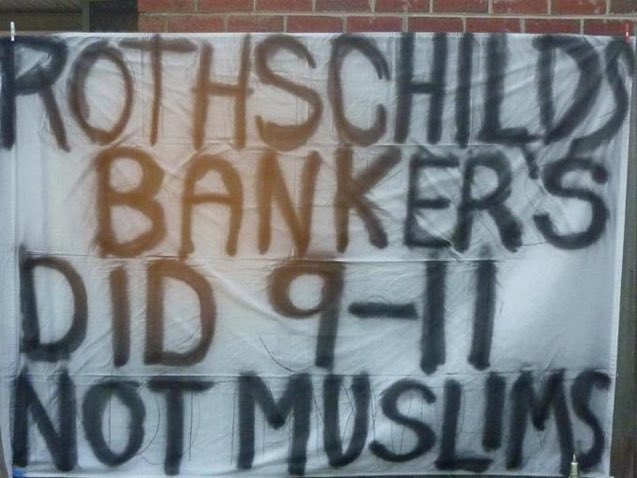 ROTHSCHILDS
BANKER'S
DID 9-11
NOT MUSLIMS